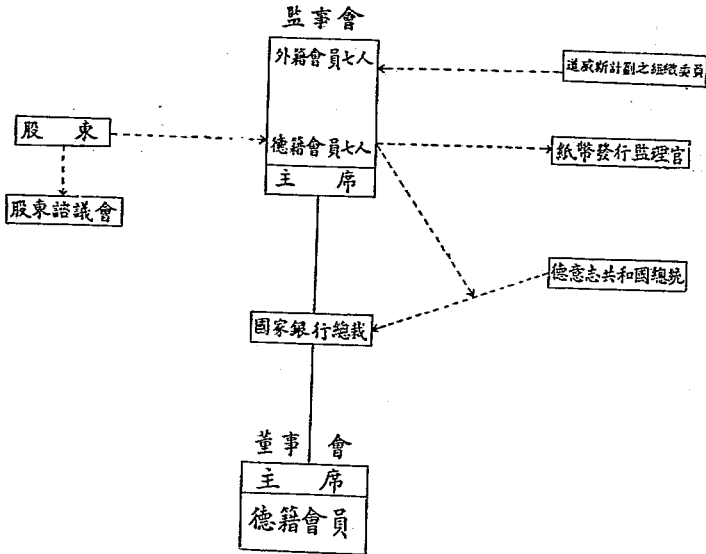 監事會
外籍會員七人
道威斯計劃之組織委員
股東
德籍會員七人
紙幣發行監理官
主席
股東諮議會
德意志共和國總統
國家銀行總裁
董事會
主席
德籍會員